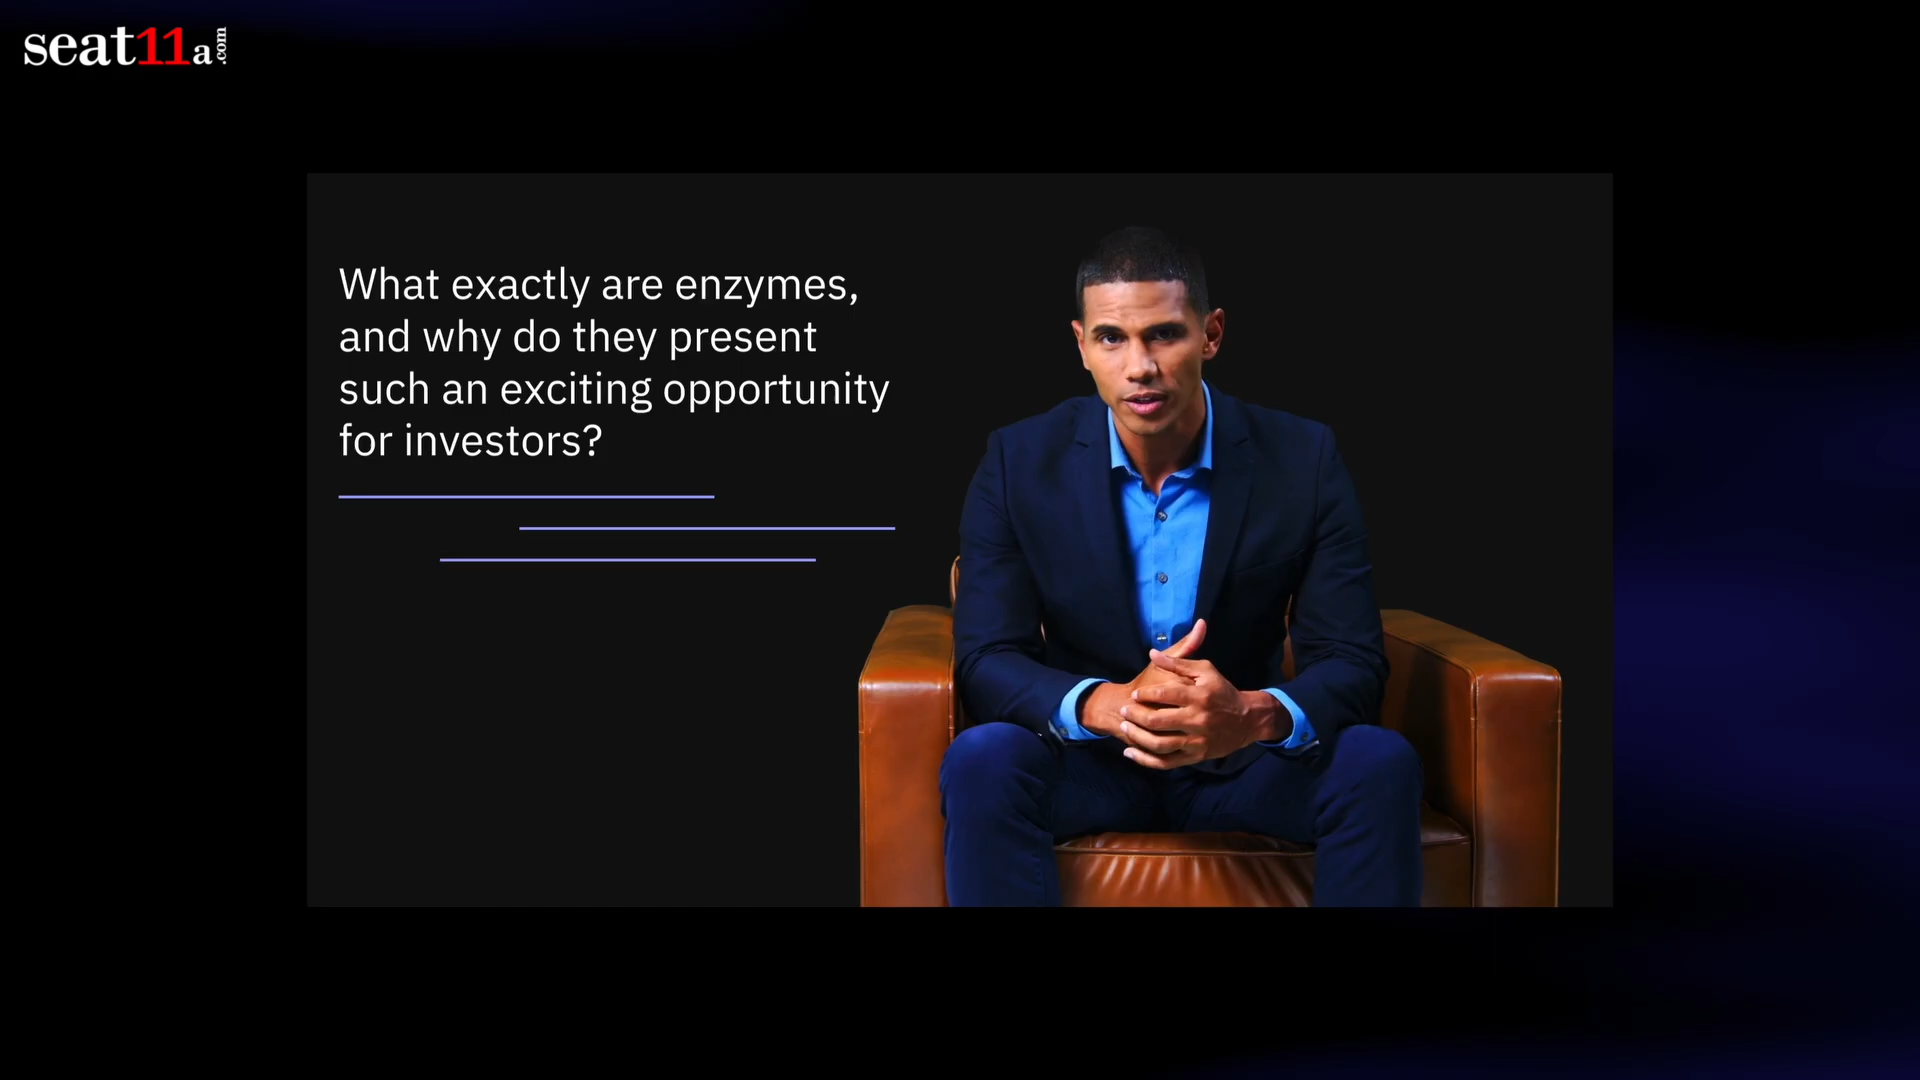 seat11a.com
What exactly are enzymes,
and why do they present
such an exciting opportunity
for investors?